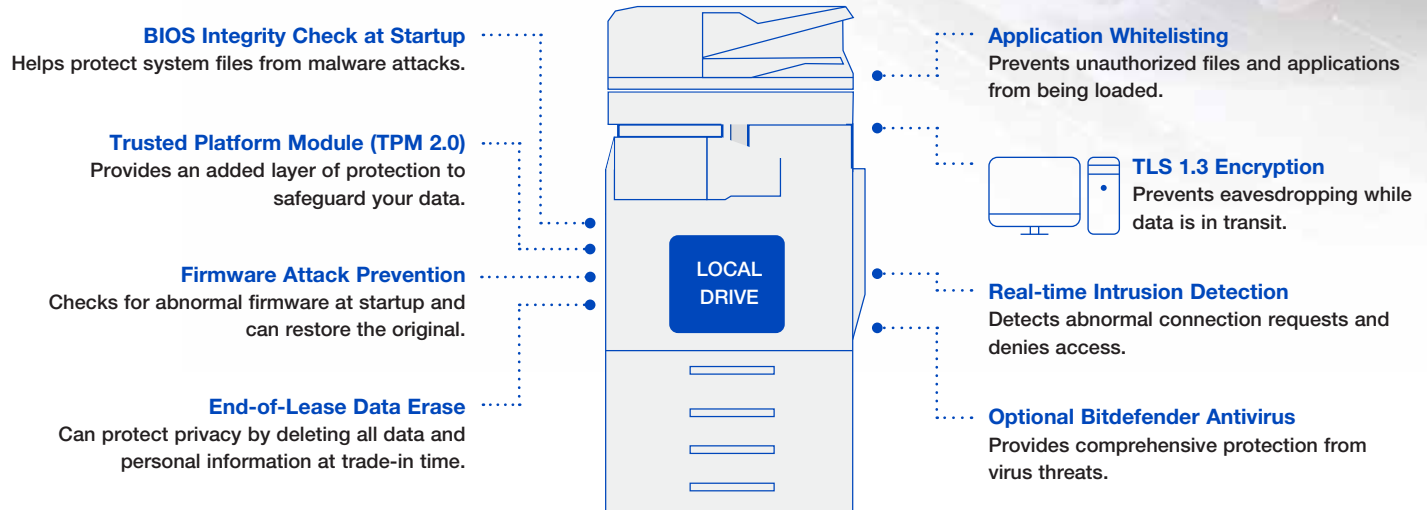 BIOS Integrity Check at Startup
Helps protect system files from malware attacks.
Trusted Platform Module (TPM 2.0)
Provides an added layer of protection to
safeguard your data.
Firmware Attack Prevention
Checks for abnormal firmware at startup and
can restore the original.
End-of-Lease Data Erase
Can protect privacy by deleting all data and
personal information at trade-in time.
LOCAL
DRIVE
Application Whitelisting
Prevents unauthorized files and applications
from being loaded.
TLS 1.3 Encryption
Prevents eavesdropping while
data is in transit.
Real-time Intrusion Detection
Detects abnormal connection requests and
denies access.
Optional Bitdefender Antivirus
Provides comprehensive protection from
virus threats.